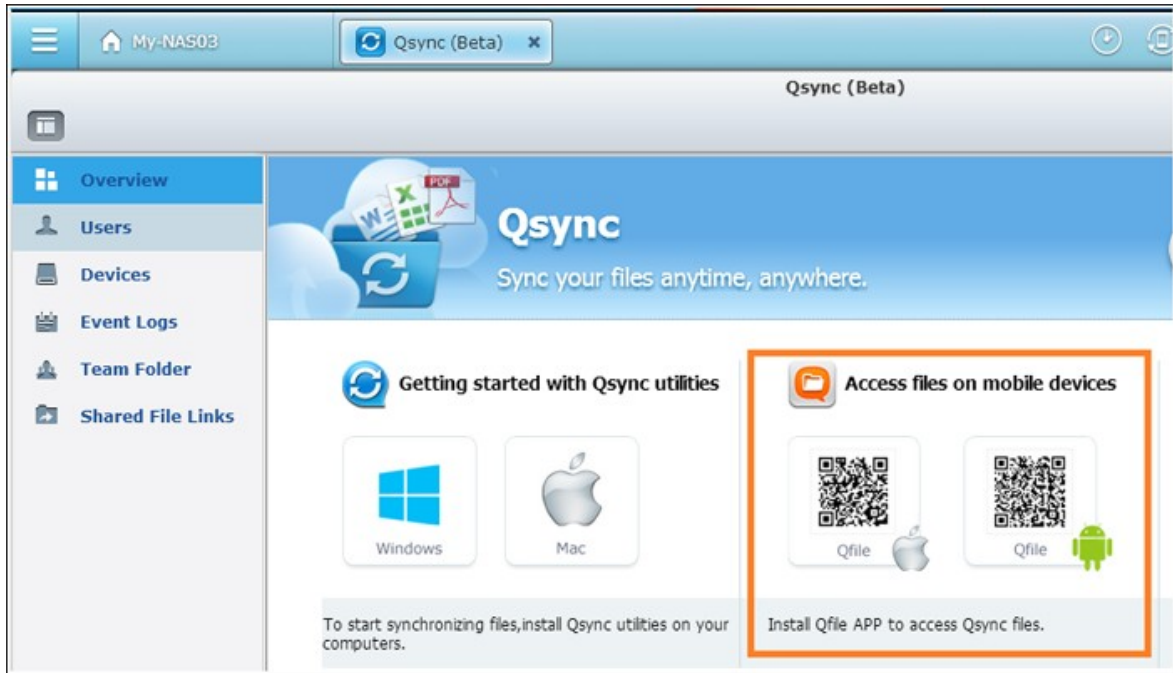 My-NAS03
Qsync (Beta)
Qsync (Beta)
Overview
Users
Devices
Event Logs
Team Folder
Shared File Links
W
X
PDF
Qsync
Sync your files anytime, anywhere.
Getting started with Qsync utilities
Windows
Mac
To start synchronizing files,install Qsync utilities on your
computers.
Access files on mobile devices
Qfile
Qfile
Install Qfile APP to access Qsync files.